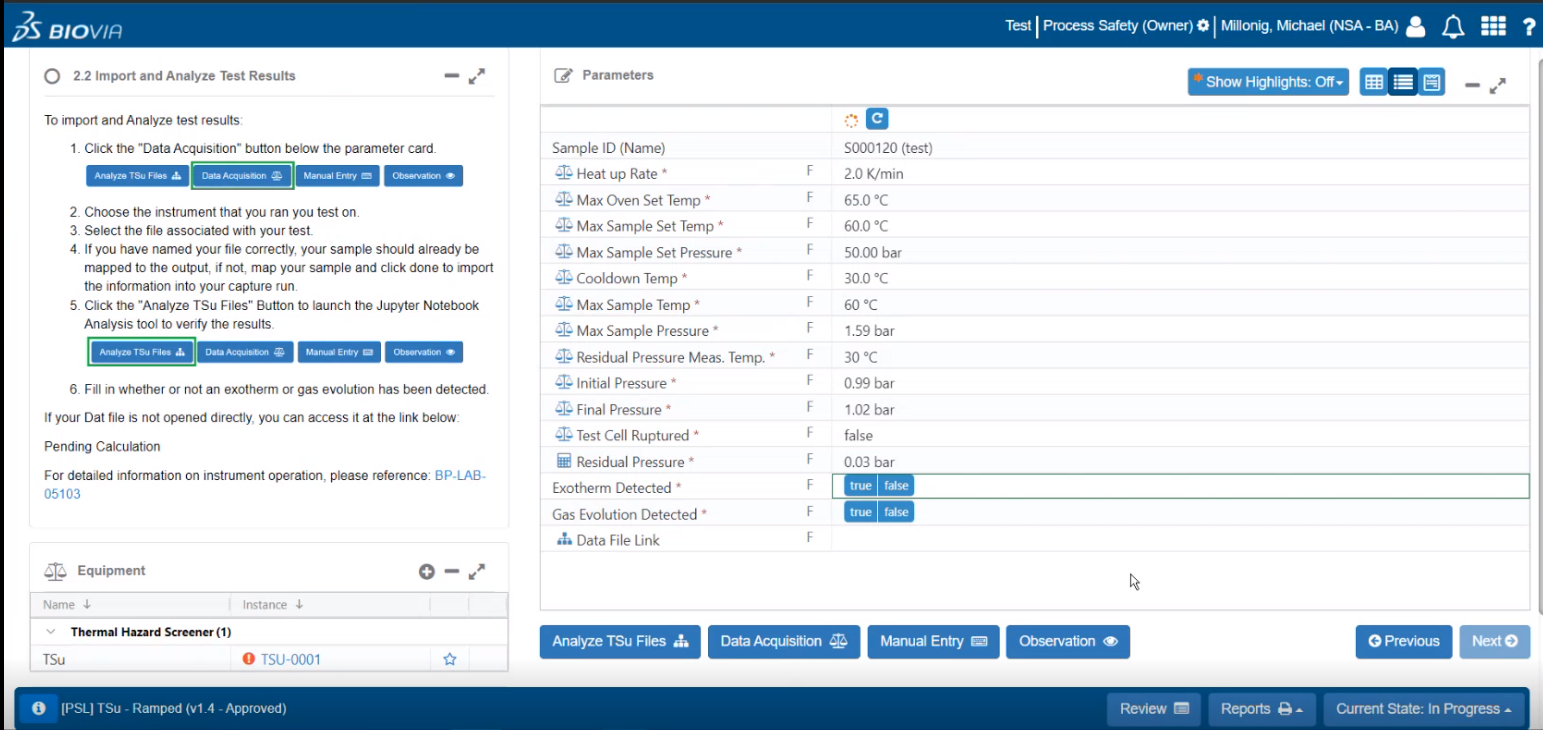 BIOVIA
Test | Process Safety (Owner) | Millonig, Michael (NSA - BA)
?
2.2 Import and Analyze Test Results
To import and Analyze test results:
1. Click the "Data Acquisition" button below the parameter card.
Analyze TSu Files Data Acquisition Manual Entry Observation
2. Choose the instrument that you ran you test on.
3. Select the file associated with your test.
4. If you have named your file correctly, your sample should already be
mapped to the output, if not, map your sample and click done to import
the information into your capture run.
5. Click the "Analyze TSu Files" Button to launch the Jupyter Notebook
Analysis tool to verify the results.
Analyze TSu Files Data Acquisition Manual Entry Observation
6. Fill in whether or not an exotherm or gas evolution has been detected.
If your Dat file is not opened directly, you can access it at the link below:
Pending Calculation
For detailed information on instrument operation, please reference: BP-LAB-
05103
Equipment
Name Instance
Thermal Hazard Screener (1)
TSu TSU-0001
Parameters
* Show Highlights: Off
Sample ID (Name) S000120 (test)
Heat up Rate * F 2.0 K/min
Max Oven Set Temp * F 65.0 °C
Max Sample Set Temp * F 60.0 °C
Max Sample Set Pressure * F 50.00 bar
Cooldown Temp * F 30.0 °C
Max Sample Temp * F 60 °C
Max Sample Pressure * F 1.59 bar
Residual Pressure Meas. Temp. * F 30 °C
Initial Pressure * F 0.99 bar
Final Pressure * F 1.02 bar
Test Cell Ruptured * F false
Residual Pressure * F 0.03 bar
Exotherm Detected * F true false
Gas Evolution Detected * F true false
Data File Link F
Analyze TSu Files Data Acquisition Manual Entry Observation Previous Next
[PSL] TSu - Ramped (v1.4 - Approved) Review Reports Current State: In Progress